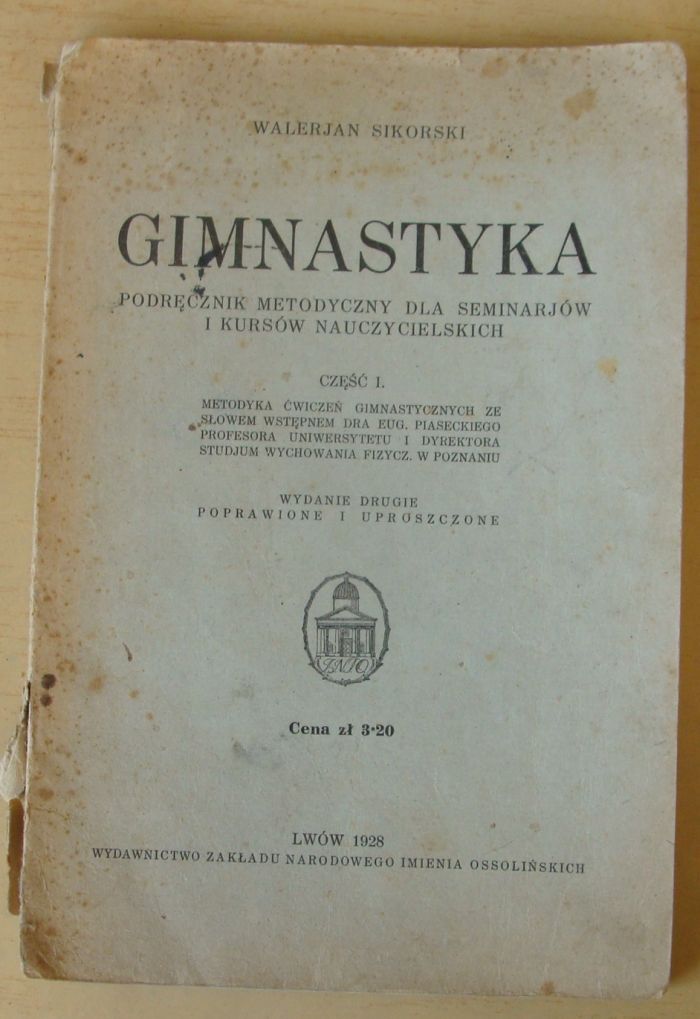 WALERJAN SIKORSKI
GIMNASTYKA
PODRĘCZNIK METODYCZNY DLA SEMINARJÓW
I KURSÓW NAUCZYCIELSKICH
CZĘŚĆ I.
METODYKA ĆWICZEŃ GIMNASTYCZNYCH ZE
SŁOWEM WSTĘPNEM DRA EUG. PIASECKIEGO
PROFESORA UNIWERSYTETU I DYREKTORA
STUDJUM WYCHOWANIA FIZYCZ. W POZNANIU
WYDANIE DRUGIE
POPRAWIONE I UPROSZCZONE
ZNIO
Cena zł 3·20
LWÓW 1928
WYDAWNICTWO ZAKŁADU NARODOWEGO IMIENIA OSSOLIŃSKICH